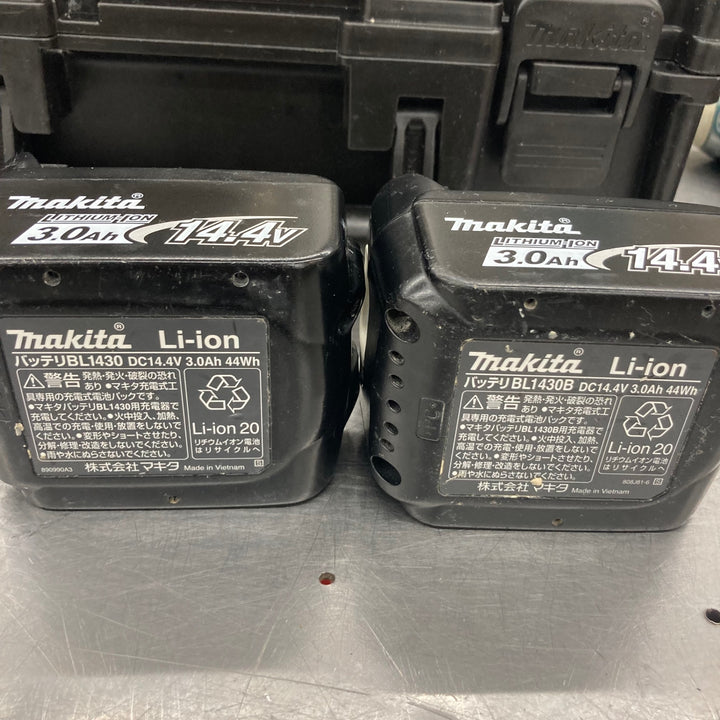 makita
makita®
LITHIUM-ION
3.0Ah 14.4V
makita®
Li-ion
バッテリBL1430 DC14.4V 3.0Ah 44Wh
⚠警告 発熱・発火・破裂の恐れ
あり ●マキタ充電式工
具専用の充電式電池パックです。
●マキタバッテリBL1430用充電器で
充電してください。●火中投入、加熱、
高温での充電・使用・放置をしない
でください。●変形やショートさせたり、
分解・修理・改造をしないでください。
●雨や水にぬらさないでください。
Li-ion 20
リチウムイオン電池
はリサイクルへ
株式会社マキタ Made in Vietnam
makita®
LITHIUM-ION
3.0Ah 14.4
makita®
Li-ion
バッテリBL1430B DC14.4V 3.0Ah 44Wh
⚠警告 発熱・発火・破裂の恐れ
あり ●マキタ充電式工
具専用の充電式電池パックです。
●マキタバッテリBL1430B用充電器で
充電してください。●火中投入、加熱、
高温での充電・使用・放置をしない
でください。●変形やショートさせたり、
分解・修理・改造をしないでください。
●雨や水にぬらさないでください。
Li-ion 20
リチウムイオン電池
はリサイクルへ
株式会社マキタ Made in Vietnam